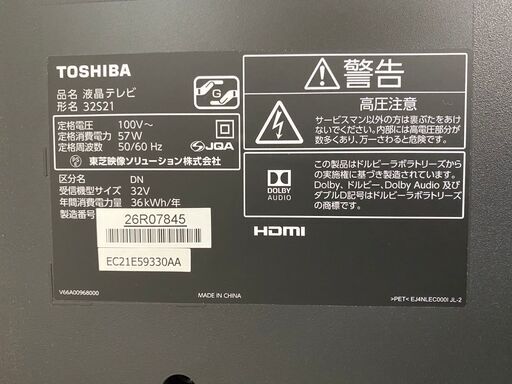 TOSHIBA
品名 液晶テレビ
形名 32S21
定格電圧 100V~
定格消費電力 57W
定格周波数 50/60 Hz
JQA
東芝映像ソリューション株式会社
区分 DN
受信機型サイズ 32V
年間消費電力量 36kWh/年
製造番号 26R07845
EC21E59330AA
V66A00968000
MADE IN CHINA
警告
高圧注意
サービスマン以外の方は裏ぶたをあけ
ないでください。内部には高電圧部分が
数多くあり、万一さわると危険です。
DOLBY
AUDIO
この製品はドルビーラボラトリーズから
の実施権に基づき製造されています。
Dolby、ドルビー、Dolby Audio 及び
ダブルD記号はドルビーラボラトリーズ
の商標です。
HDMI
>PET< EJ4NLEC000I JL-2